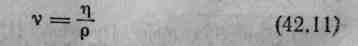 ν = η/ρ (42.11)